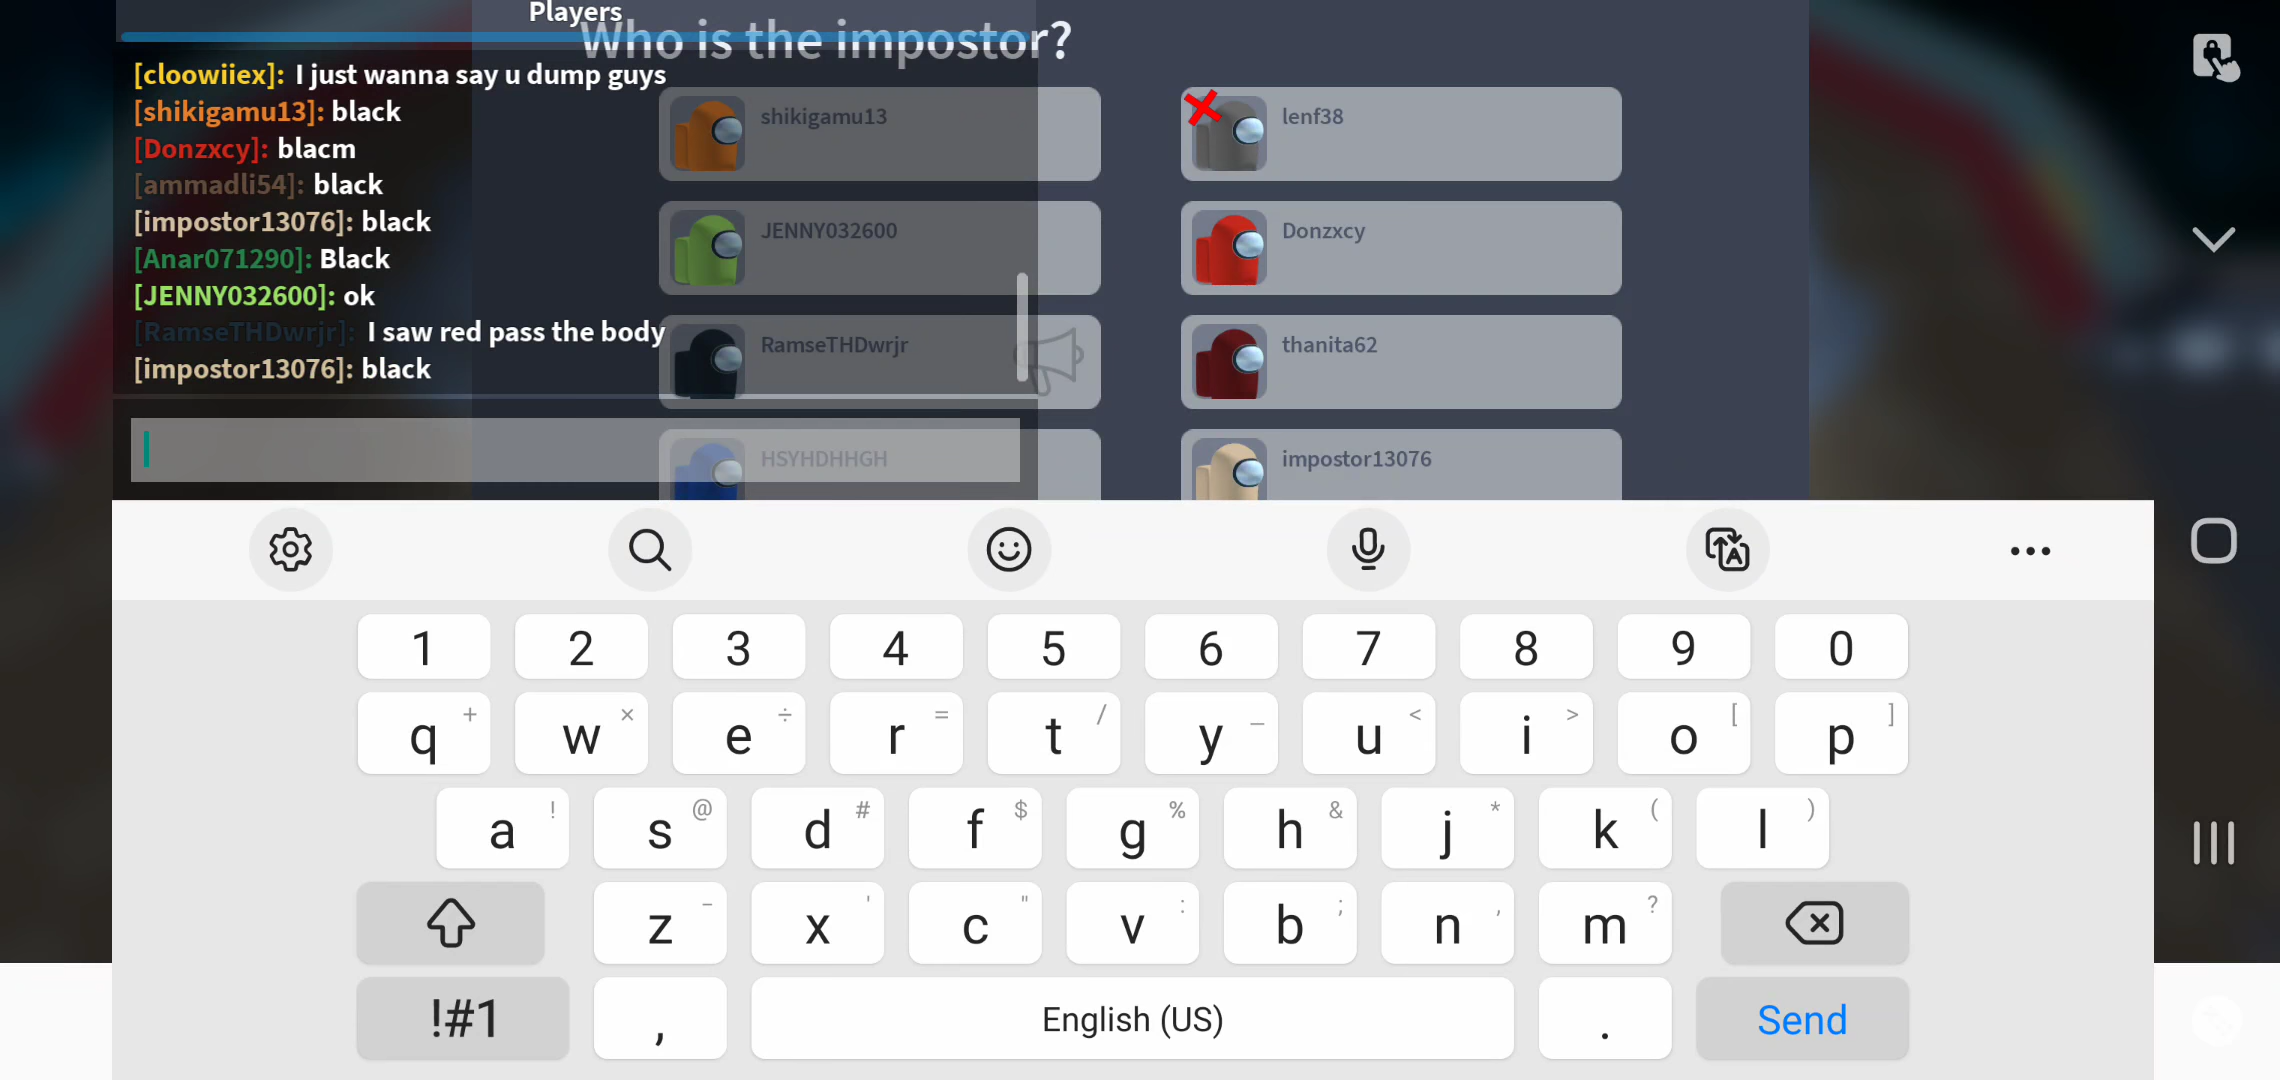 Players
Who is the impostor?
[cloowiiex]: I just wanna say u dump guys
[shikigamu13]: black
[Donzxcy]: blacm
[ammadli54]: black
[impostor13076]: black
[Anar071290]: Black
[JENNY032600]: ok
[RamseTHDwrjr]: I saw red pass the body
[impostor13076]: black
shikigamu13
lenf38
JENNY032600
Donzxcy
RamseTHDwrjr
thanita62
HSYHDHHGH
impostor13076
A
1 2 3 4 5 6 7 8 9 0
q + w × e ÷ r = t / y _ u < i > o [ p ]
a ! s @ d # f $ g % h & j * k ( l )
z - x ' c " v : b ; n , m ?
!#1 , English (US) . Send